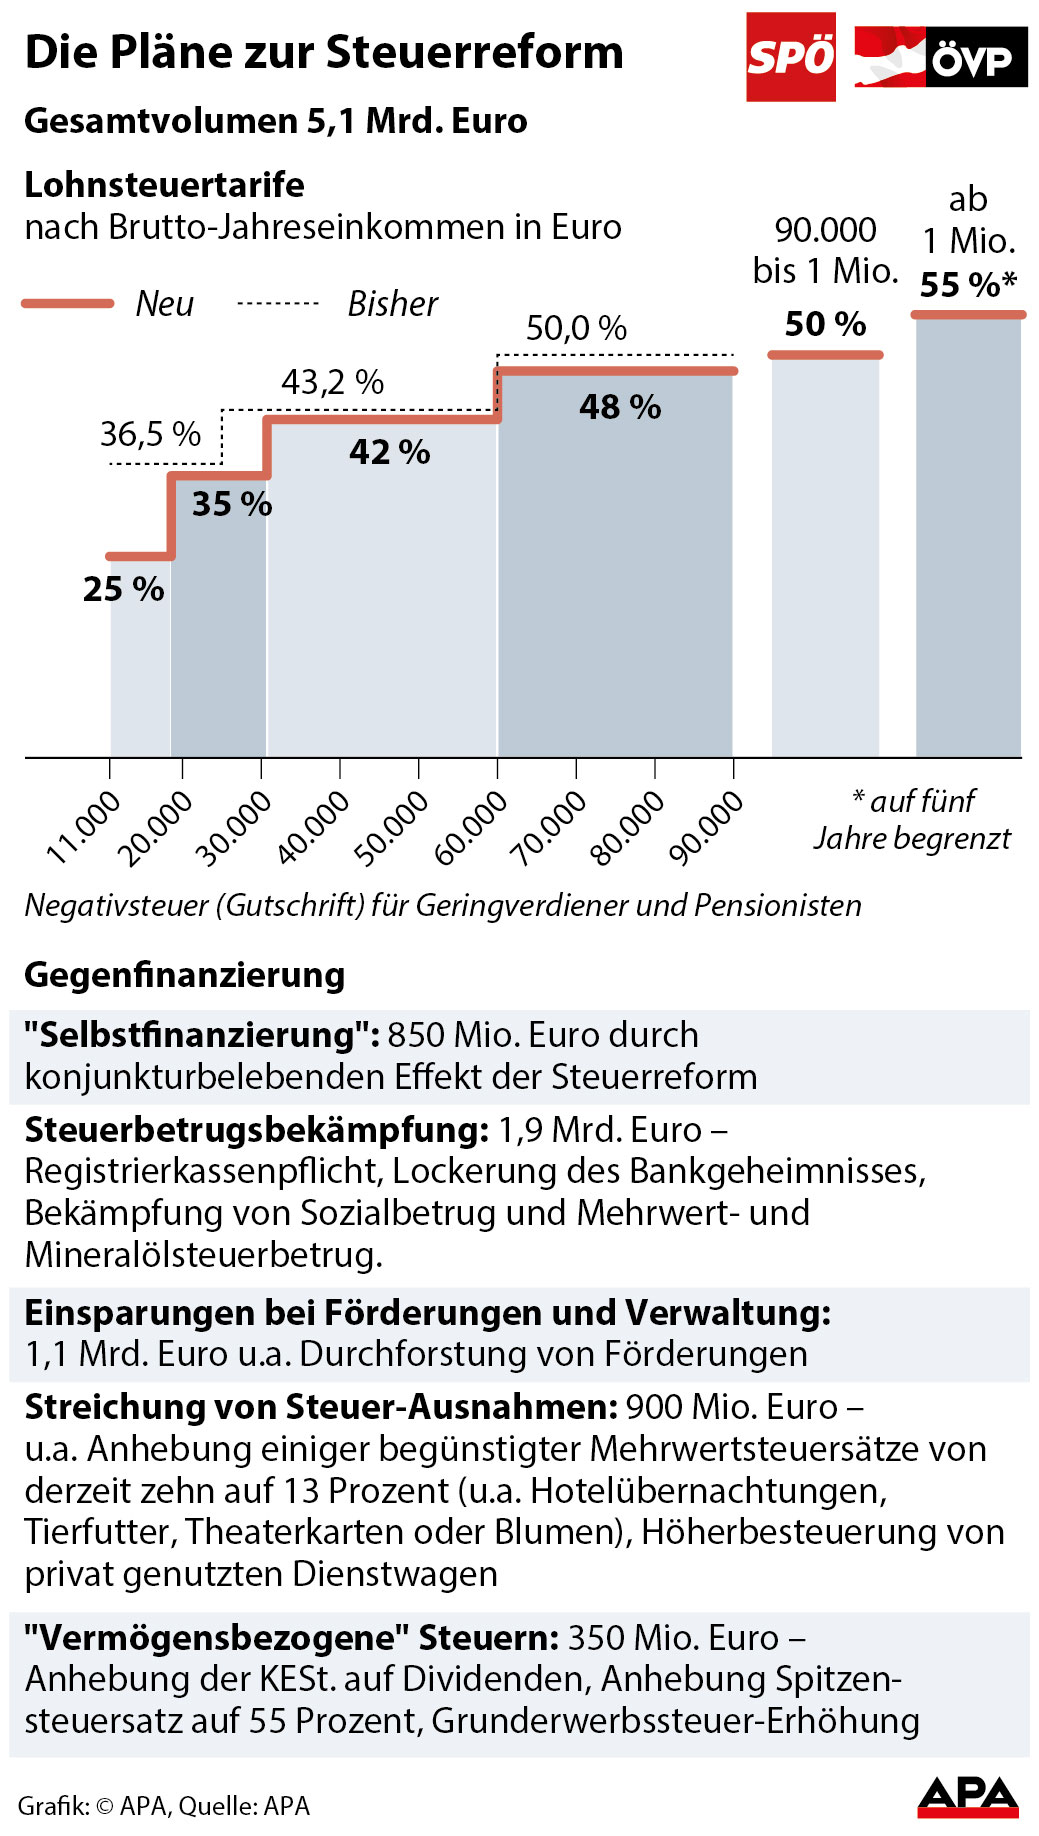 Die Pläne zur Steuerreform
SPÖ
ÖVP
Gesamtvolumen 5,1 Mrd. Euro
Lohnsteuertarife
nach Brutto-Jahreseinkommen in Euro
Neu
Bisher
36,5 %
43,2 %
50,0 %
90.000
bis 1 Mio.
50 %
ab
1 Mio.
55 %*
25 %
35 %
42 %
48 %
11.000
20.000
30.000
40.000
50.000
60.000
70.000
80.000
90.000
* auf fünf
Jahre begrenzt
Negativsteuer (Gutschrift) für Geringverdiener und Pensionisten
Gegenfinanzierung
"Selbstfinanzierung": 850 Mio. Euro durch
konjunkturbelebenden Effekt der Steuerreform
Steuerbetrugsbekämpfung: 1,9 Mrd. Euro –
Registrierkassenpflicht, Lockerung des Bankgeheimnisses,
Bekämpfung von Sozialbetrug und Mehrwert- und
Mineralölsteuerbetrug.
Einsparungen bei Förderungen und Verwaltung:
1,1 Mrd. Euro u.a. Durchforstung von Förderungen
Streichung von Steuer-Ausnahmen: 900 Mio. Euro –
u.a. Anhebung einiger begünstigter Mehrwertsteuersätze von
derzeit zehn auf 13 Prozent (u.a. Hotelübernachtungen,
Tierfutter, Theaterkarten oder Blumen), Höherbesteuerung von
privat genutzten Dienstwagen
"Vermögensbezogene" Steuern: 350 Mio. Euro –
Anhebung der KESt. auf Dividenden, Anhebung Spitzen-
steuersatz auf 55 Prozent, Grunderwerbssteuer-Erhöhung
Grafik: © APA, Quelle: APA
APA